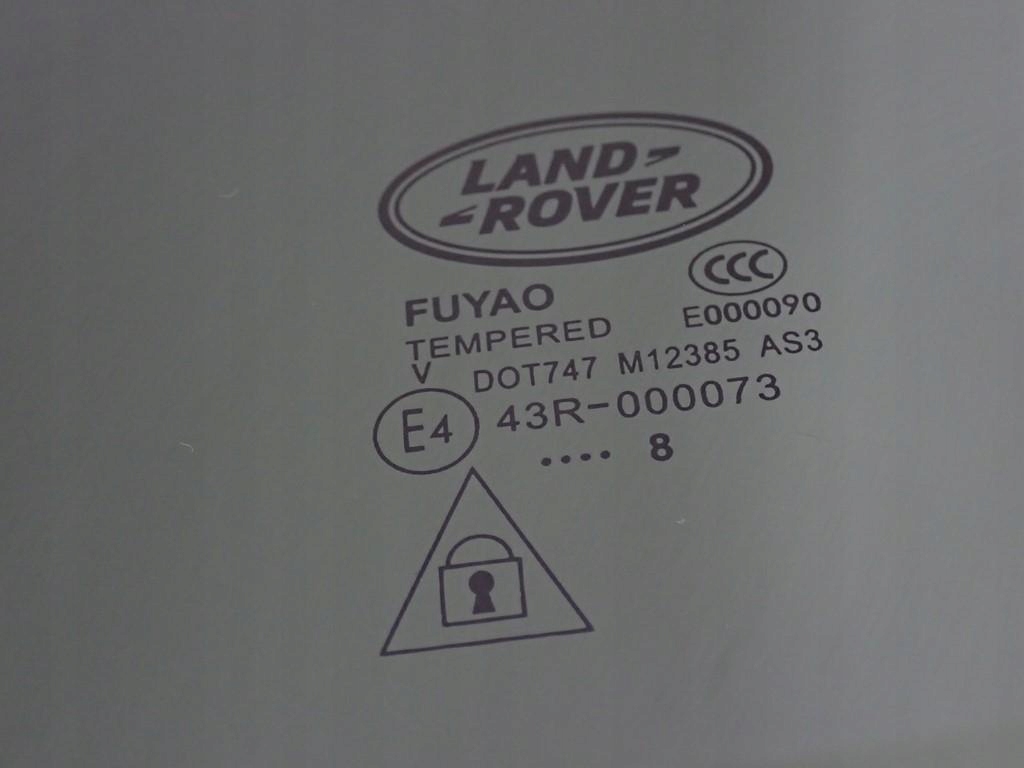 LAND
ROVER
CCC
FUYAO
E000090
TEMPERED
V DOT747 M12385 AS3
E4 43R-000073
.... 8